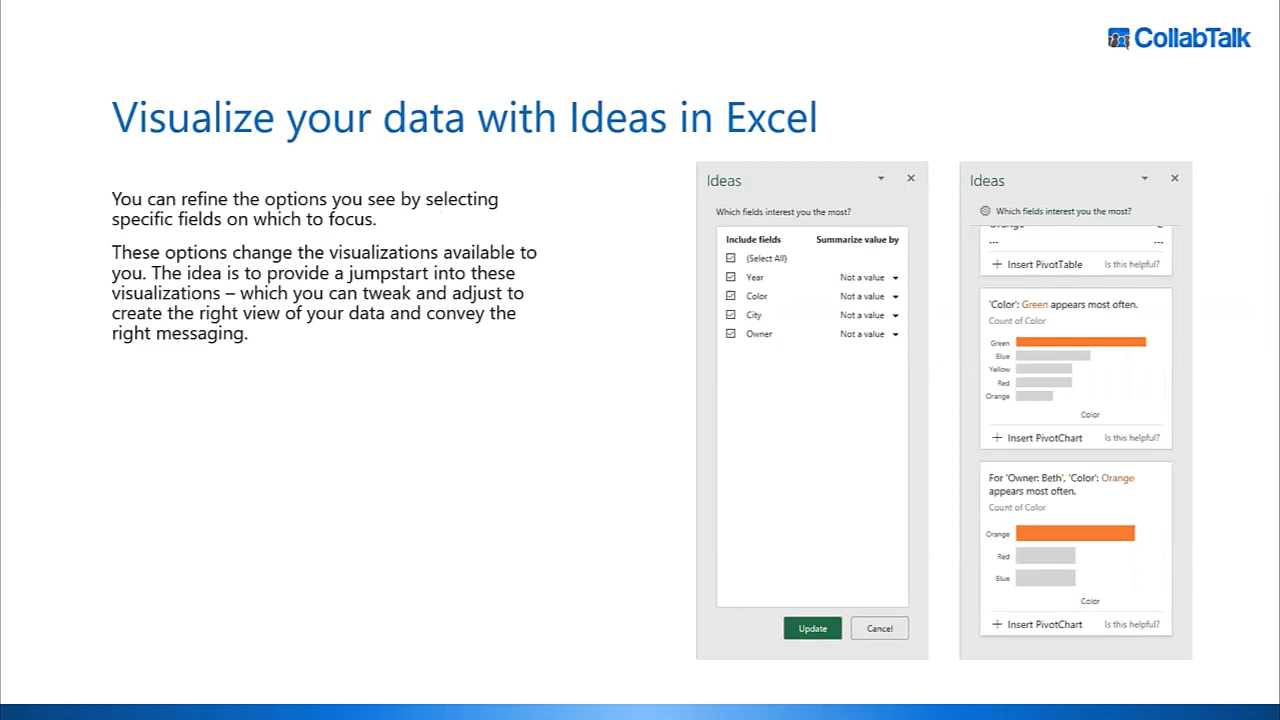 CollabTalk
Visualize your data with Ideas in Excel
You can refine the options you see by selecting
specific fields on which to focus.
These options change the visualizations available to
you. The idea is to provide a jumpstart into these
visualizations – which you can tweak and adjust to
create the right view of your data and convey the
right messaging.
Ideas
Which fields interest you the most?
Include fields Summarize value by
(Select All)
Year Not a value
Color Not a value
City Not a value
Owner Not a value
Update Cancel
Ideas
Which fields interest you the most?
Orange
... ...
Insert PivotTable Is this helpful?
'Color': Green appears most often.
Count of Color
Green
Blue
Yellow
Red
Orange
Color
Insert PivotChart Is this helpful?
For 'Owner: Beth', 'Color': Orange
appears most often.
Count of Color
Orange
Red
Blue
Color
Insert PivotChart Is this helpful?